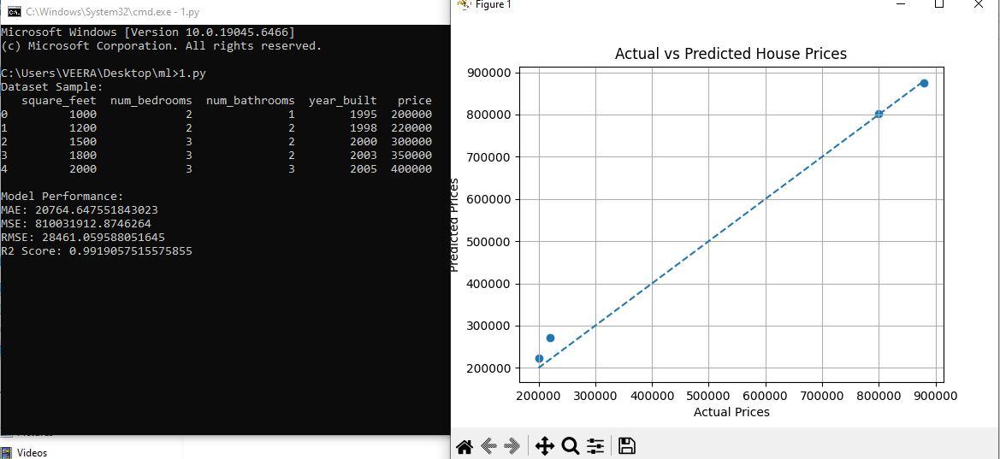 C:\Windows\System32\cmd.exe - 1.py
Microsoft Windows [Version 10.0.19045.6466]
(c) Microsoft Corporation. All rights reserved.
C:\Users\VEERA\Desktop\ml>1.py
Dataset Sample:
square_feet num_bedrooms num_bathrooms year_built price
0 1000 2 1 1995 200000
1 1200 2 2 1998 220000
2 1500 3 2 2000 300000
3 1800 3 2 2003 350000
4 2000 3 3 2005 400000
Model Performance:
MAE: 20764.647551843023
MSE: 810031912.8746264
RMSE: 28461.059588051645
R2 Score: 0.9919057515575855
Videos
Figure 1
Actual vs Predicted House Prices
900000
800000
700000
600000
500000
400000
300000
200000
Predicted Prices
200000 300000 400000 500000 600000 700000 800000 900000
Actual Prices